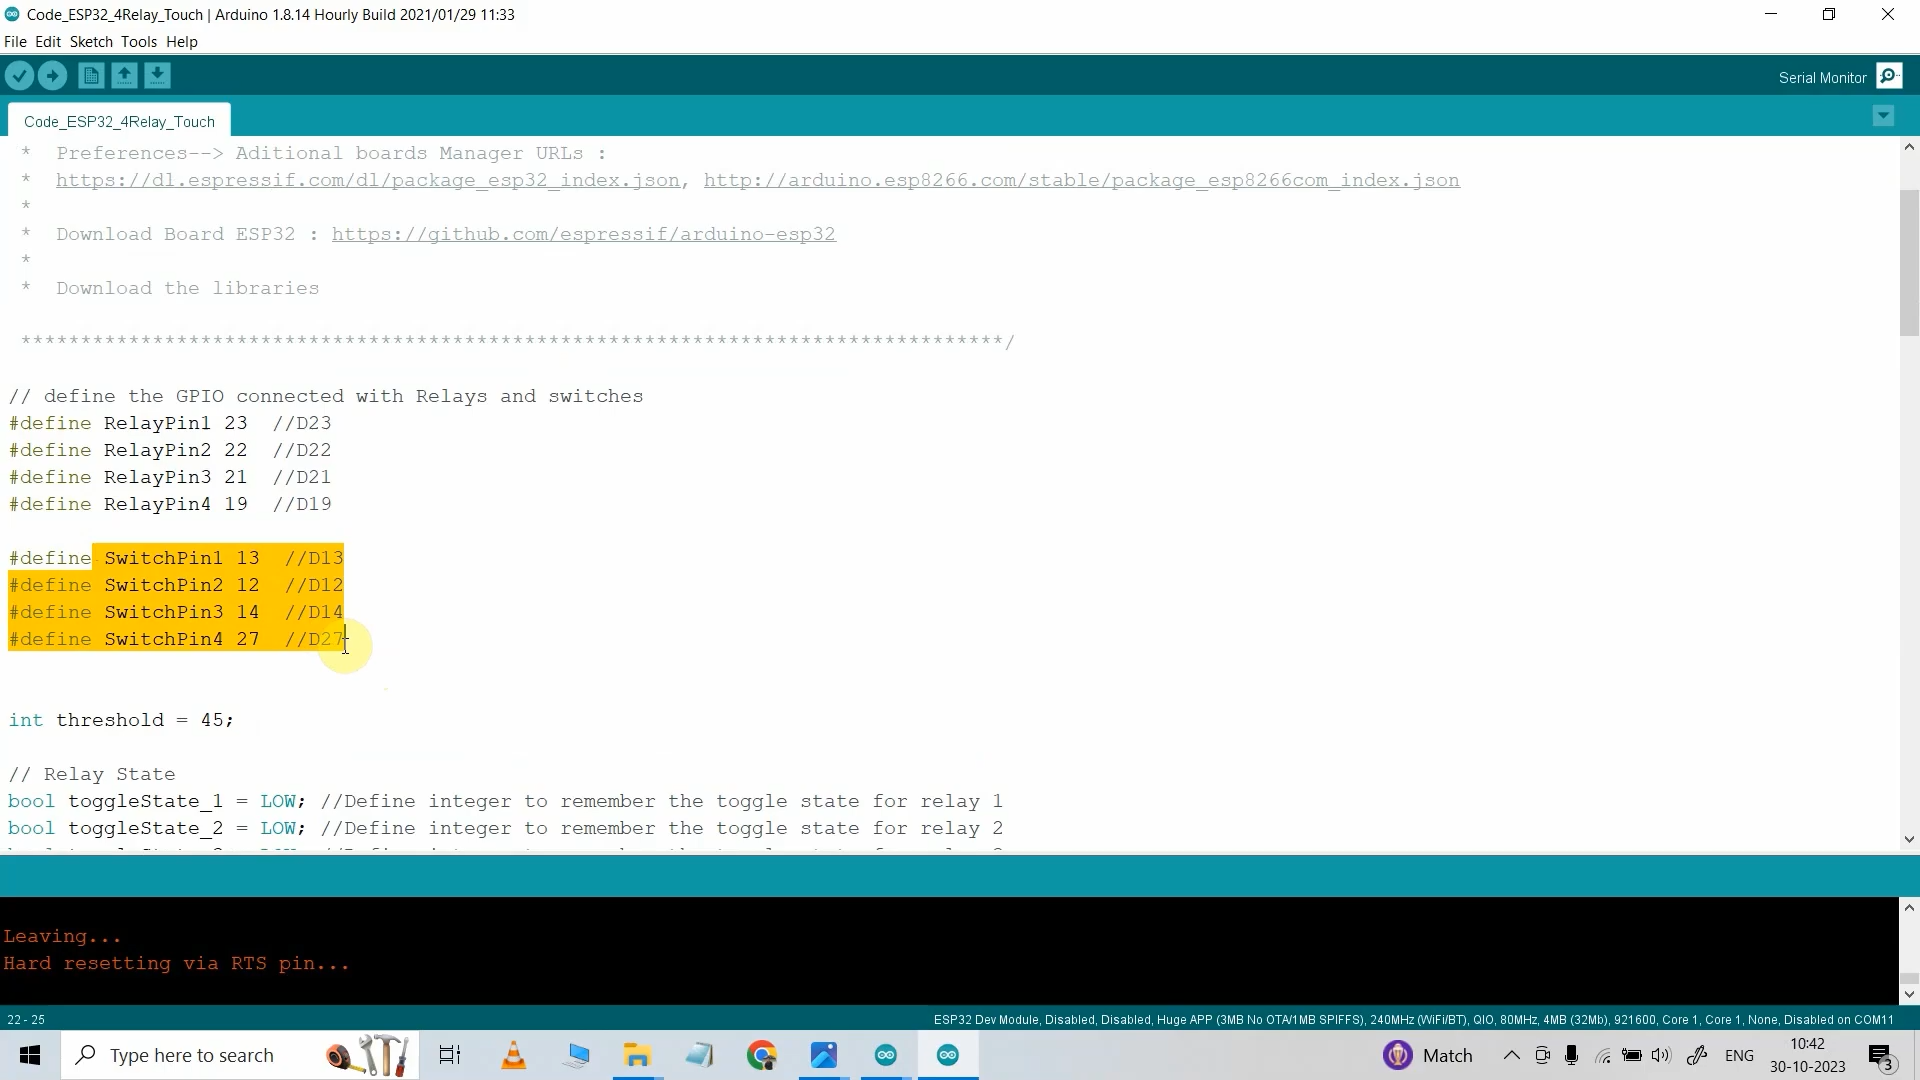 Code_ESP32_4Relay_Touch | Arduino 1.8.14 Hourly Build 2021/01/29 11:33
File Edit Sketch Tools Help
Serial Monitor
Code_ESP32_4Relay_Touch
* Preferences--> Aditional boards Manager URLs :
* https://dl.espressif.com/dl/package_esp32_index.json, http://arduino.esp8266.com/stable/package_esp8266com_index.json
*
* Download Board ESP32 : https://github.com/espressif/arduino-esp32
*
* Download the libraries
**********************************************************************************/
// define the GPIO connected with Relays and switches
#define RelayPin1 23 //D23
#define RelayPin2 22 //D22
#define RelayPin3 21 //D21
#define RelayPin4 19 //D19
#define SwitchPin1 13 //D13
#define SwitchPin2 12 //D12
#define SwitchPin3 14 //D14
#define SwitchPin4 27 //D27
int threshold = 45;
// Relay State
bool toggleState_1 = LOW; //Define integer to remember the toggle state for relay 1
bool toggleState_2 = LOW; //Define integer to remember the toggle state for relay 2
Leaving...
Hard resetting via RTS pin...
22 - 25
ESP32 Dev Module, Disabled, Disabled, Huge APP (3MB No OTA/1MB SPIFFS), 240MHz (WiFi/BT), QIO, 80MHz, 4MB (32Mb), 921600, Core 1, Core 1, None, Disabled on COM11
Type here to search
Match
ENG
10:42
30-10-2023
3